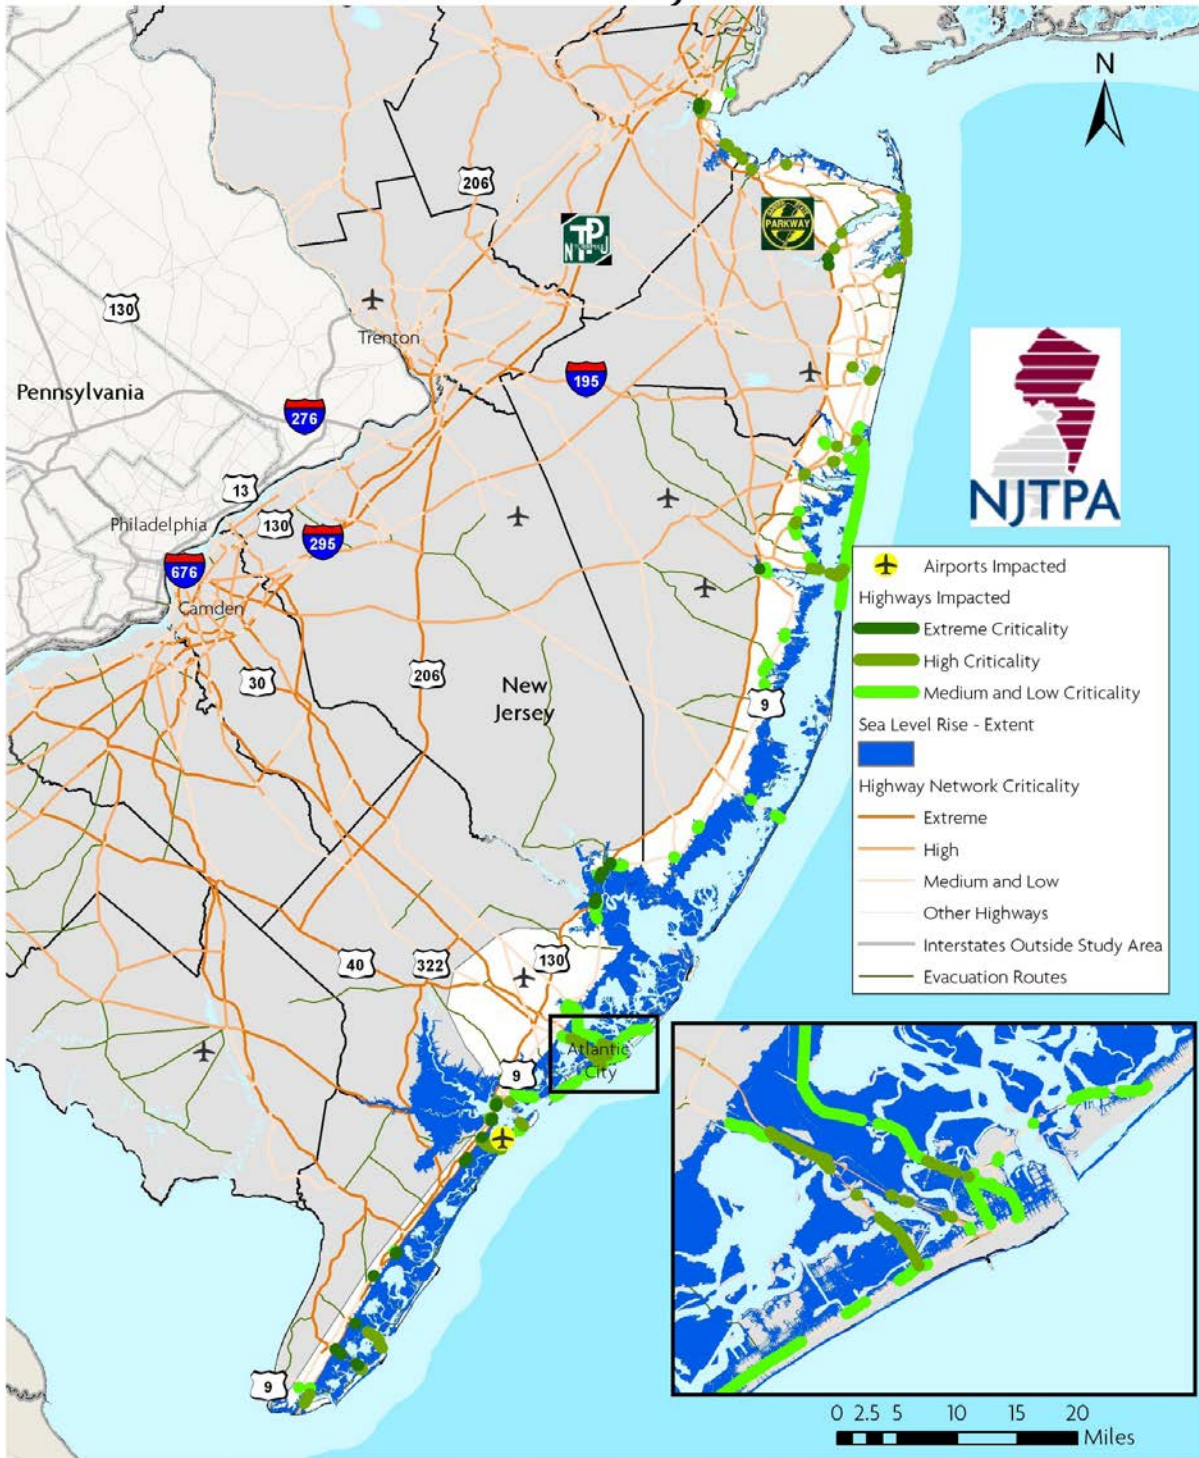 N
206
NTPJ
PARKWAY
130
Trenton
Pennsylvania
195
276
NJTPA
13
Philadelphia
130
295
676
Camden
30
206
New
Jersey
9
Airports Impacted
Highways Impacted
Extreme Criticality
High Criticality
Medium and Low Criticality
Sea Level Rise - Extent
Highway Network Criticality
Extreme
High
Medium and Low
Other Highways
Interstates Outside Study Area
Evacuation Routes
40
322
130
Atlantic
City
9
9
0 2.5 5 10 15 20
Miles